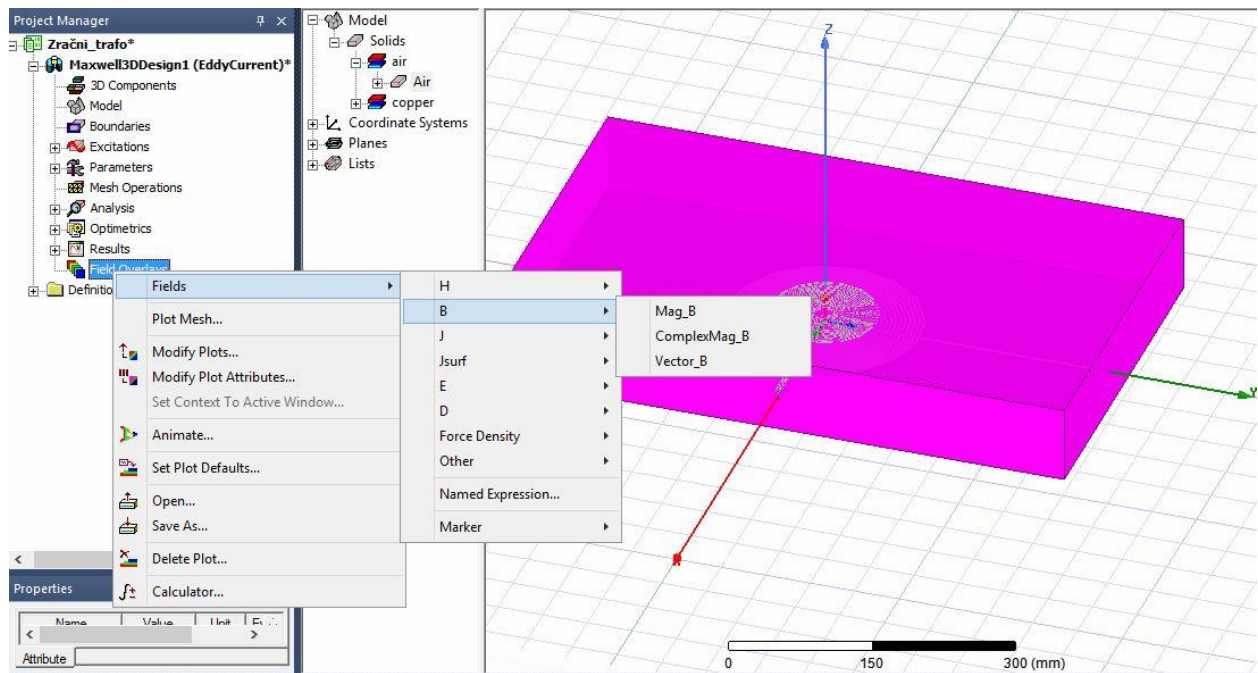 Project Manager
Zračni_trafo*
Maxwell3DDesign1 (EddyCurrent)*
3D Components
Model
Boundaries
Excitations
Parameters
Mesh Operations
Analysis
Optimetrics
Results
Field Overlays
Definitio
Model
Solids
air
Air
copper
Coordinate Systems
Planes
Lists
Fields
Plot Mesh...
Modify Plots...
Modify Plot Attributes...
Set Context To Active Window...
Animate...
Set Plot Defaults...
Open...
Save As...
Delete Plot...
Calculator...
H
B
J
Jsurf
E
D
Force Density
Other
Named Expression...
Marker
Mag_B
ComplexMag_B
Vector_B
Z
Y
0 150 300 (mm)
Properties
Name Value Unit
Attribute